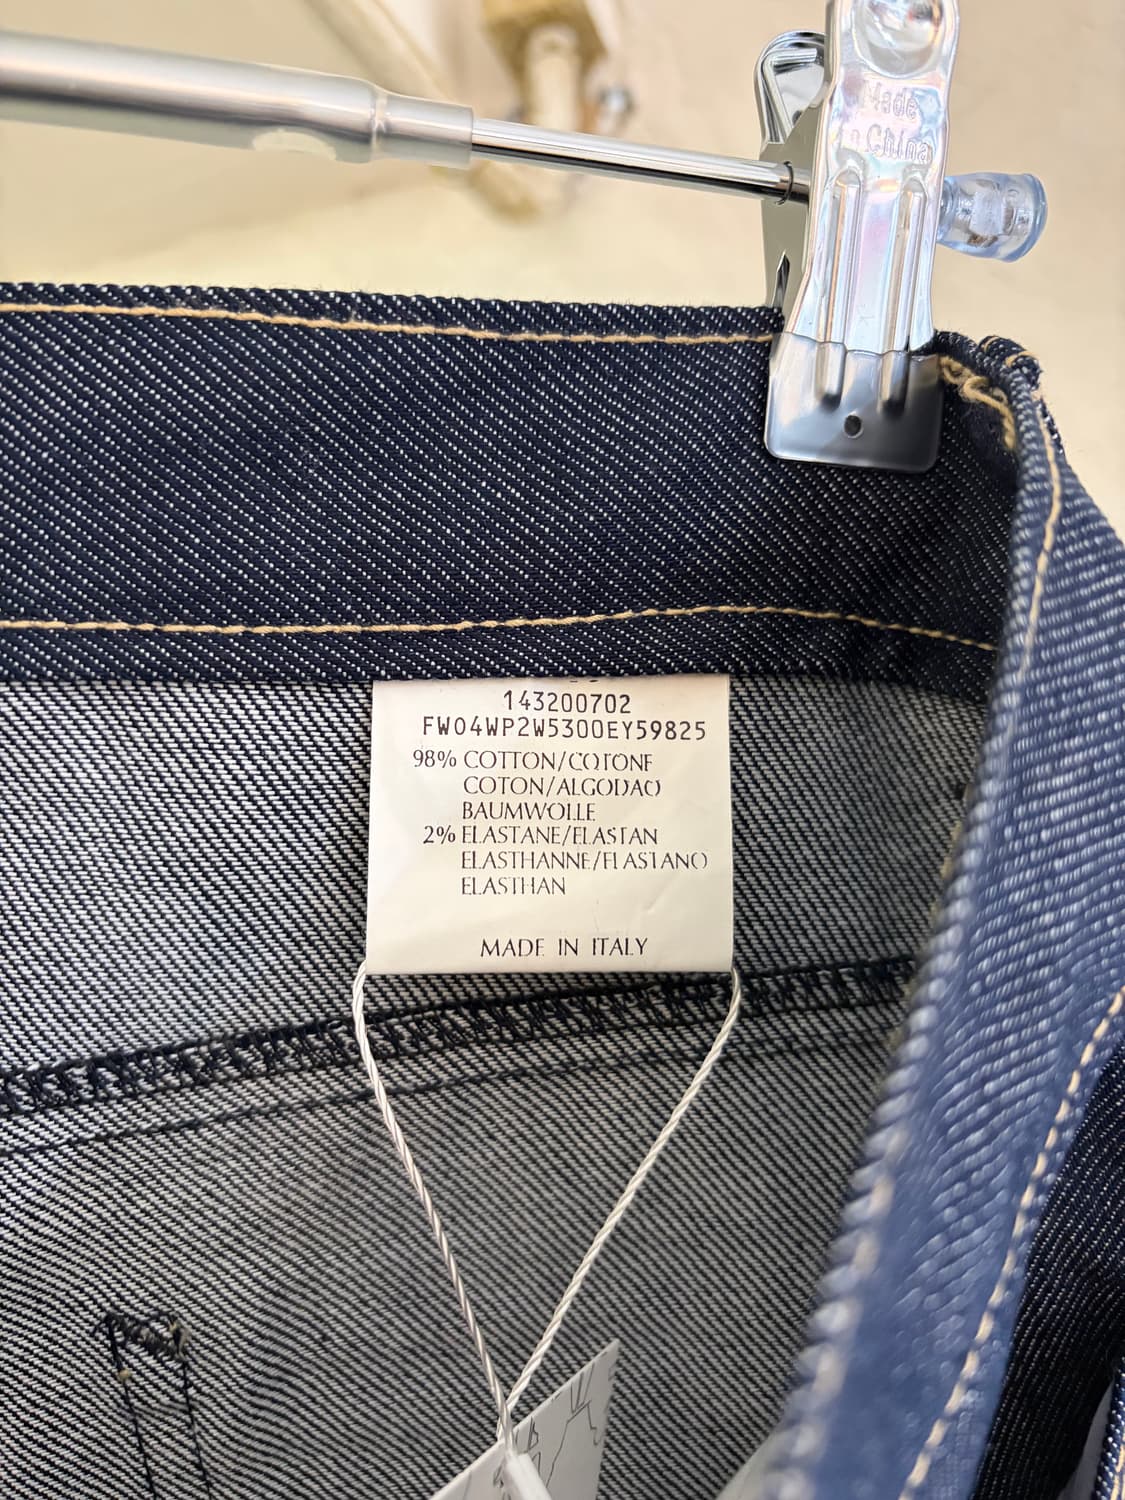 Made
In China
143200702
FW04WP2W5300EY59825
98% COTTON/COTONE
COTON/ALGODAO
BAUMWOLLE
2% ELASTANE/ELASTAN
ELASTHANNE/ELASTANO
ELASTHAN
MADE IN ITALY